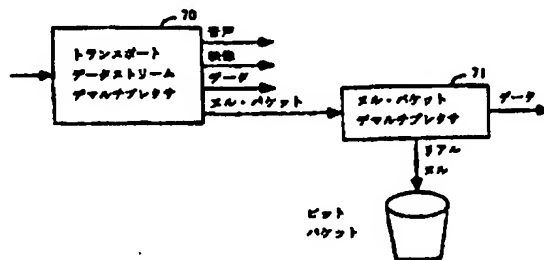 70
トランスポート
データストリーム
デマルチプレクサ
音声
映像
データ
ヌル・パケット
71
ヌル・パケット
デマルチプレクサ
データ
リアル
ヌル
ビット
バケット